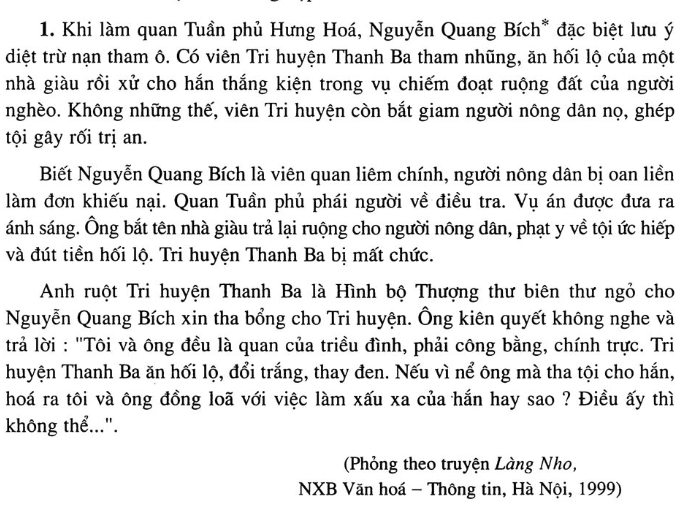 1. Khi làm quan Tuần phủ Hưng Hoá, Nguyễn Quang Bích* đặc biệt lưu ý
diệt trừ nạn tham ô. Có viên Tri huyện Thanh Ba tham nhũng, ăn hối lộ của một
nhà giàu rồi xử cho hắn thắng kiện trong vụ chiếm đoạt ruộng đất của người
nghèo. Không những thế, viên Tri huyện còn bắt giam người nông dân nọ, ghép
tội gây rối trị an.
Biết Nguyễn Quang Bích là viên quan liêm chính, người nông dân bị oan liền
làm đơn khiếu nại. Quan Tuần phủ phái người về điều tra. Vụ án được đưa ra
ánh sáng. Ông bắt tên nhà giàu trả lại ruộng cho người nông dân, phạt y về tội ức hiếp
và đút tiền hối lộ. Tri huyện Thanh Ba bị mất chức.
Anh ruột Tri huyện Thanh Ba là Hình bộ Thượng thư biên thư ngỏ cho
Nguyễn Quang Bích xin tha bổng cho Tri huyện. Ông kiên quyết không nghe và
trả lời : "Tôi và ông đều là quan của triều đình, phải công bằng, chính trực. Tri
huyện Thanh Ba ăn hối lộ, đổi trắng, thay đen. Nếu vì nể ông mà tha tội cho hắn,
hoá ra tôi và ông đồng loã với việc làm xấu xa của hắn hay sao ? Điều ấy thì
không thể...".
(Phỏng theo truyện Làng Nho,
NXB Văn hoá – Thông tin, Hà Nội, 1999)